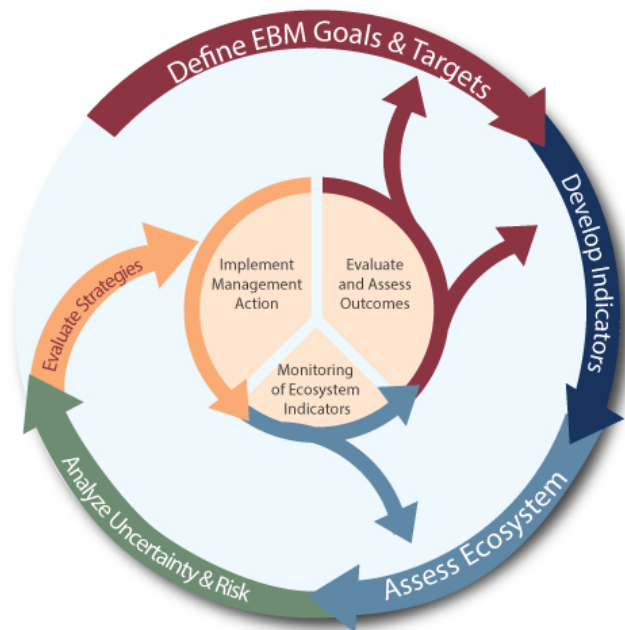 Define EBM Goals & Targets
Develop Indicators
Assess Ecosystem
Analyze Uncertainty & Risk
Evaluate Strategies
Implement
Management
Action
Evaluate
and Assess
Outcomes
Monitoring
of Ecosystem
Indicators